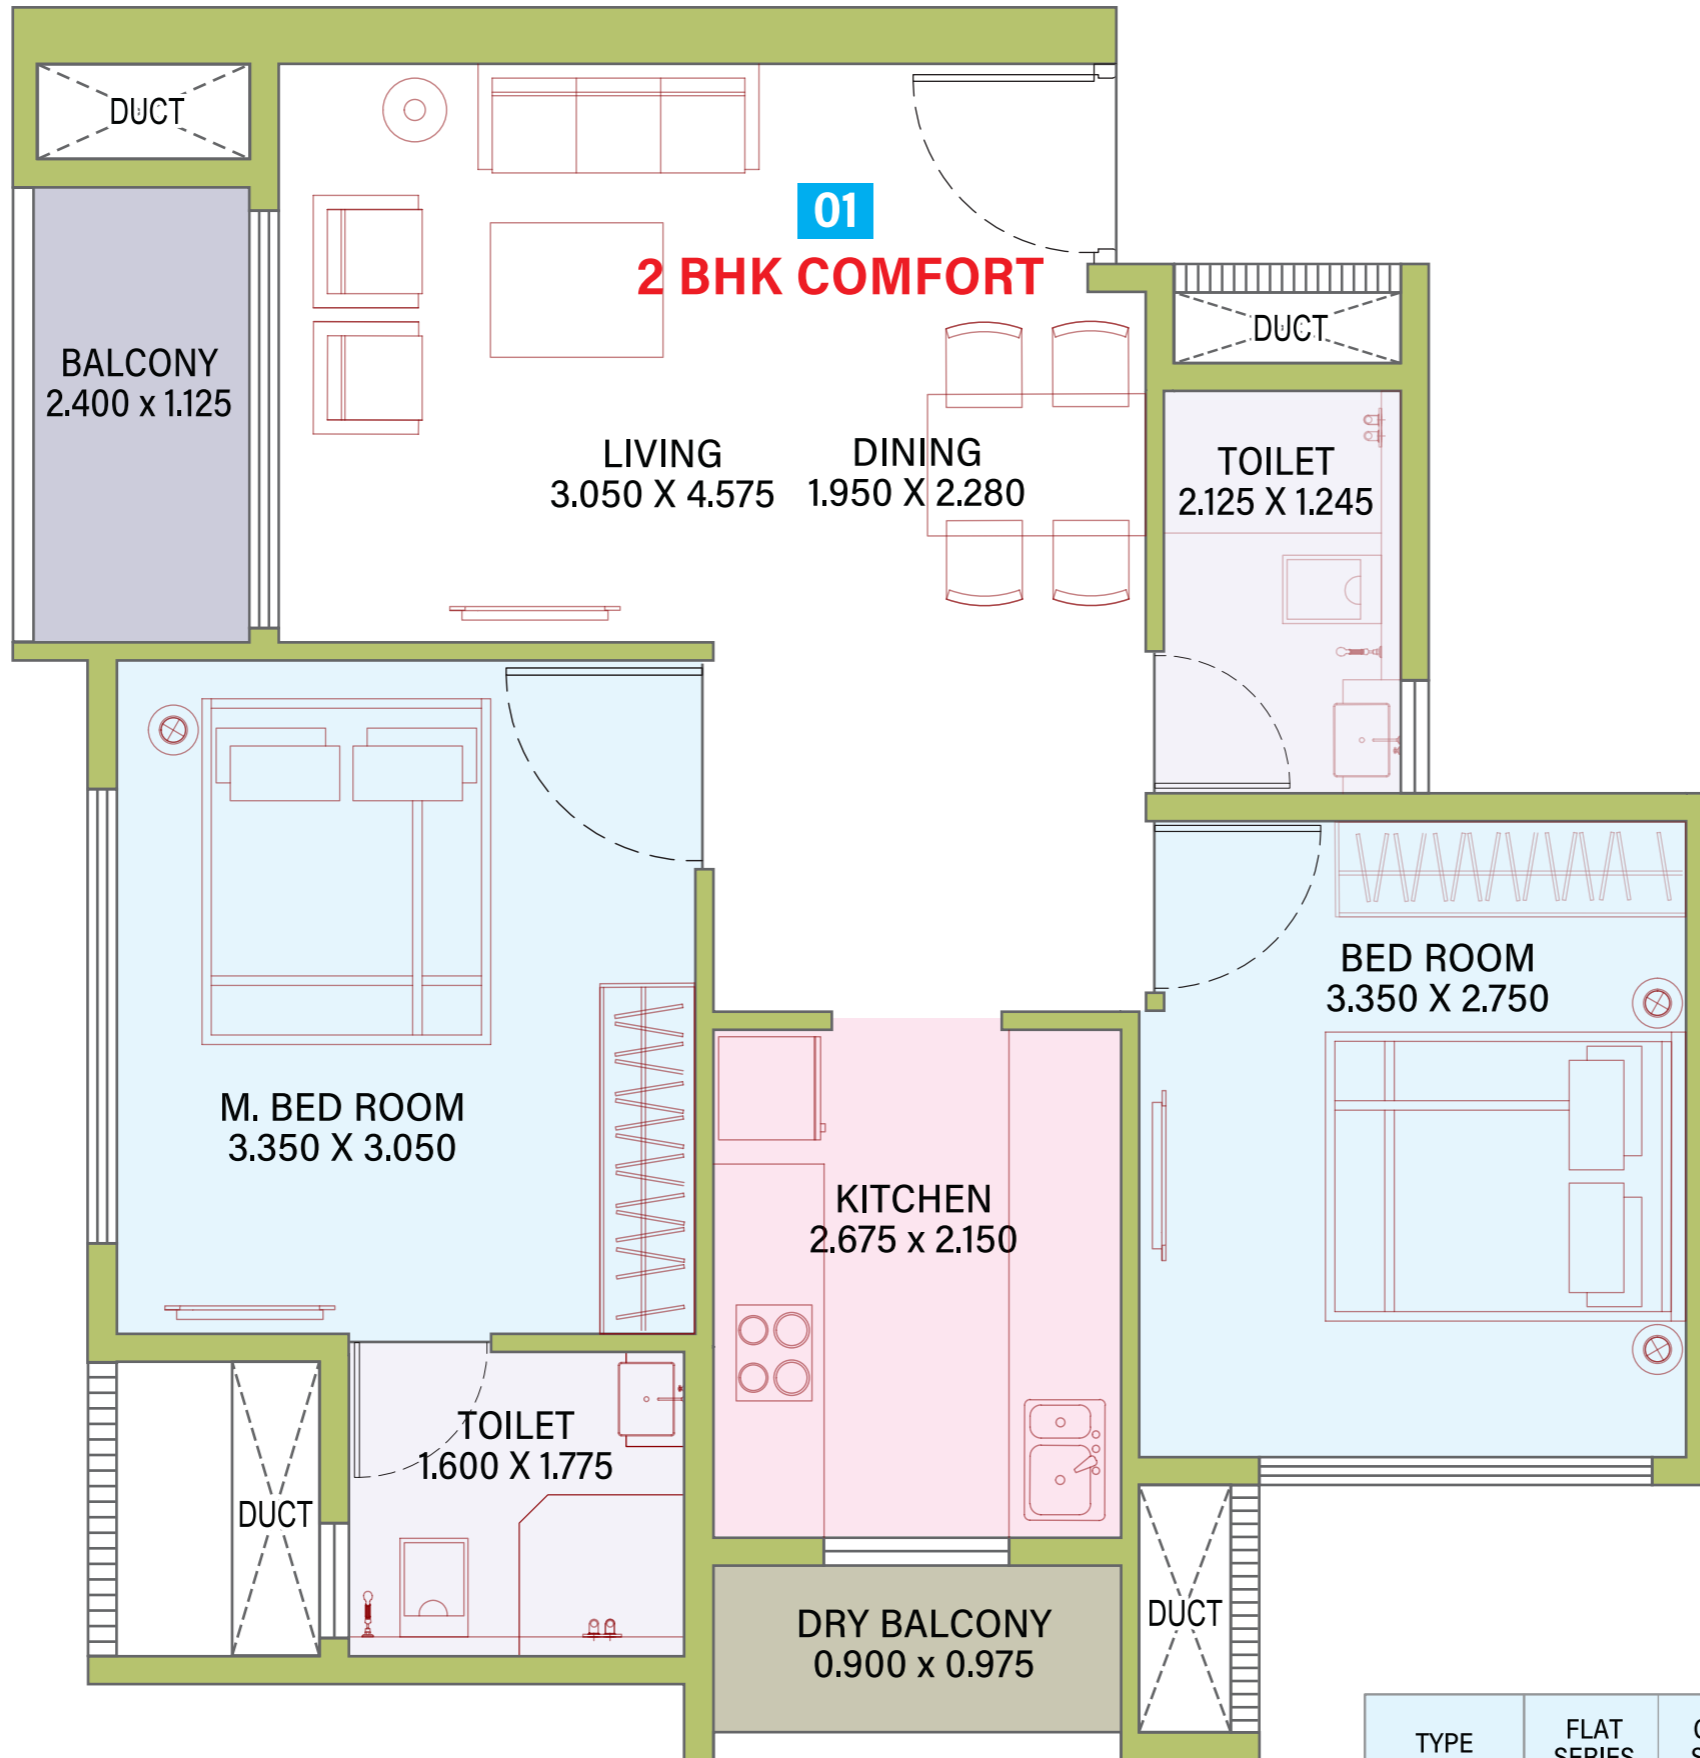 DUCT
01
2 BHK COMFORT
DUCT
BALCONY
2.400 x 1.125
LIVING
3.050 X 4.575
DINING
1.950 X 2.280
TOILET
2.125 X 1.245
BED ROOM
3.350 X 2.750
M. BED ROOM
3.350 X 3.050
KITCHEN
2.675 x 2.150
TOILET
1.600 X 1.775
DUCT
DRY BALCONY
0.900 x 0.975
DUCT
TYPE
FLAT
SERIES